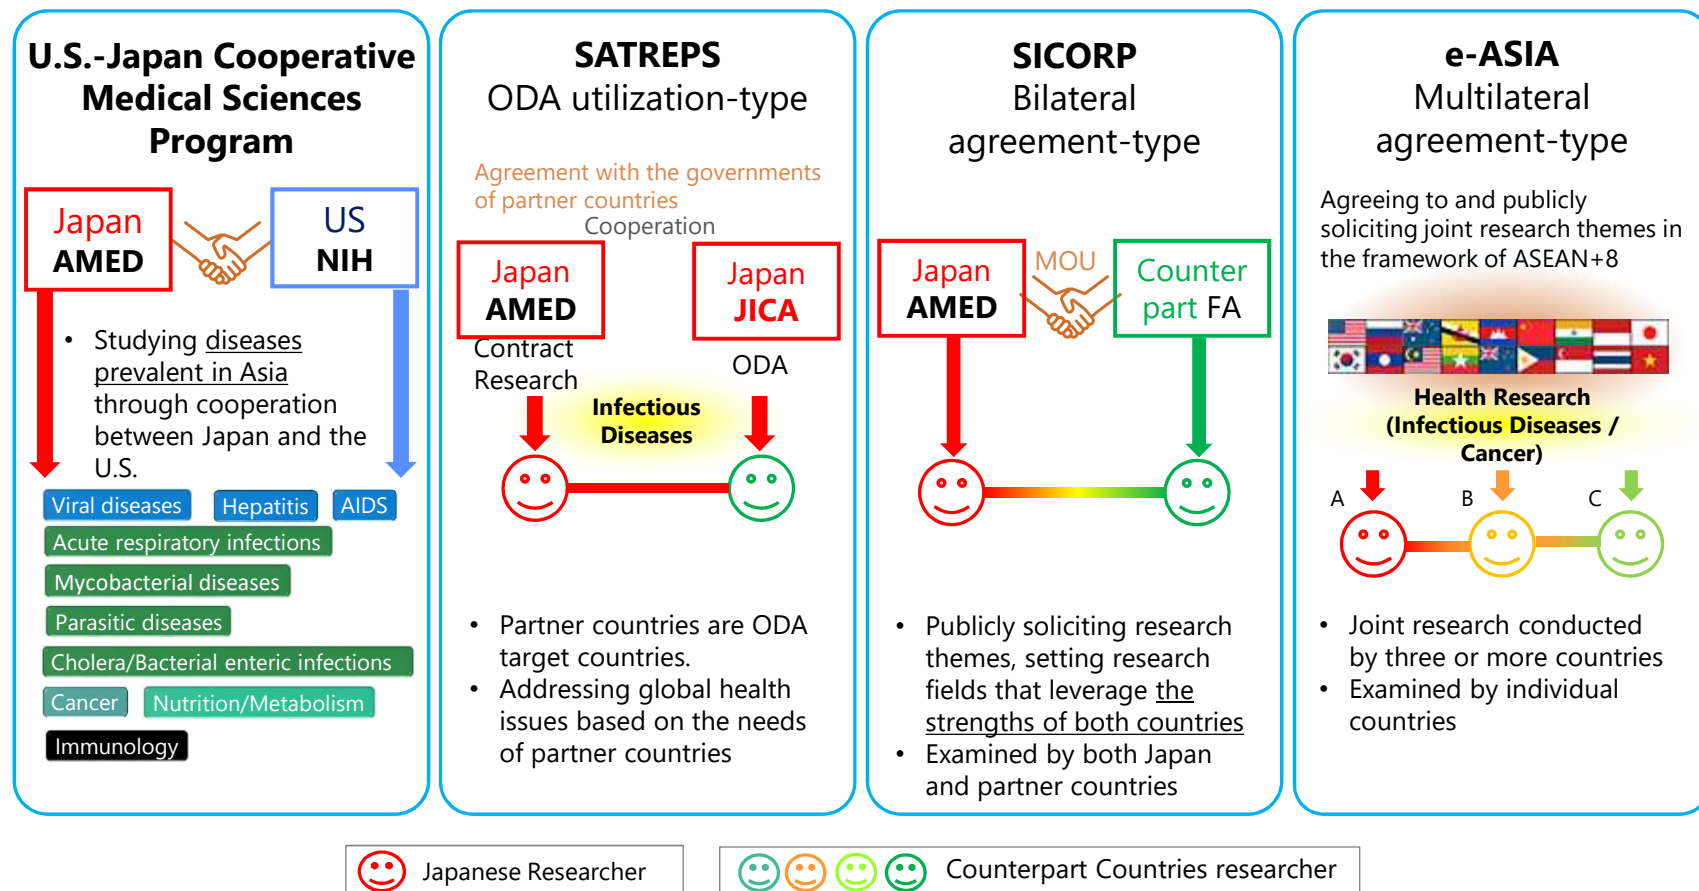 U.S.-Japan Cooperative
Medical Sciences
Program
Japan
AMED
US
NIH
• Studying diseases
prevalent in Asia
through cooperation
between Japan and the
U.S.
Viral diseases
Hepatitis
AIDS
Acute respiratory infections
Mycobacterial diseases
Parasitic diseases
Cholera/Bacterial enteric infections
Cancer
Nutrition/Metabolism
Immunology
SATREPS
ODA utilization-type
Agreement with the governments
of partner countries
Cooperation
Japan
AMED
Japan
JICA
Contract
Research
ODA
Infectious
Diseases
• Partner countries are ODA
target countries.
• Addressing global health
issues based on the needs
of partner countries
SICORP
Bilateral
agreement-type
Japan
AMED
MOU
Counter
part FA
• Publicly soliciting research
themes, setting research
fields that leverage the
strengths of both countries
• Examined by both Japan
and partner countries
e-ASIA
Multilateral
agreement-type
Agreeing to and publicly
soliciting joint research themes in
the framework of ASEAN+8
Health Research
(Infectious Diseases /
Cancer)
A
B
C
• Joint research conducted
by three or more countries
• Examined by individual
countries
Japanese Researcher
Counterpart Countries researcher